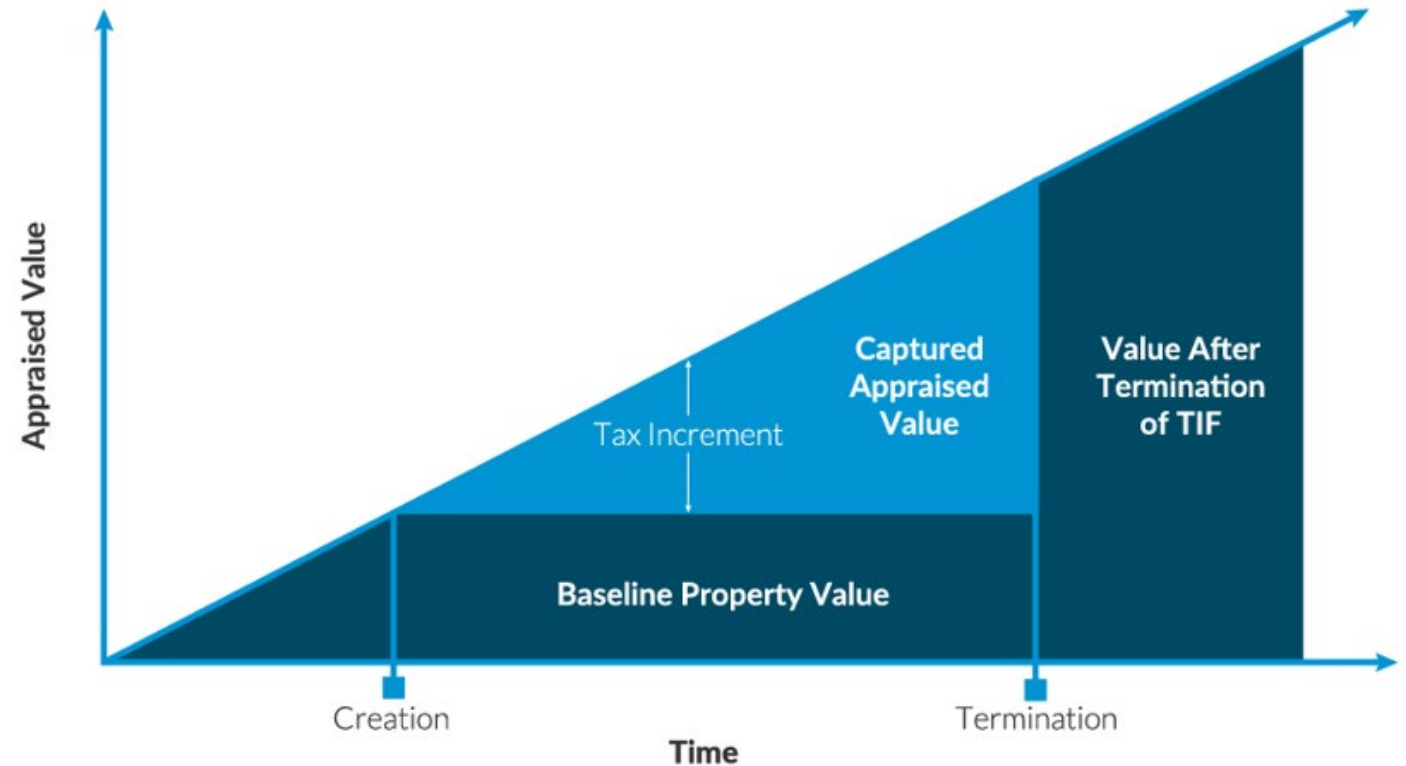 Appraised Value
Captured
Appraised
Value
Value After
Termination
of TIF
Tax Increment
Baseline Property Value
Creation
Termination
Time